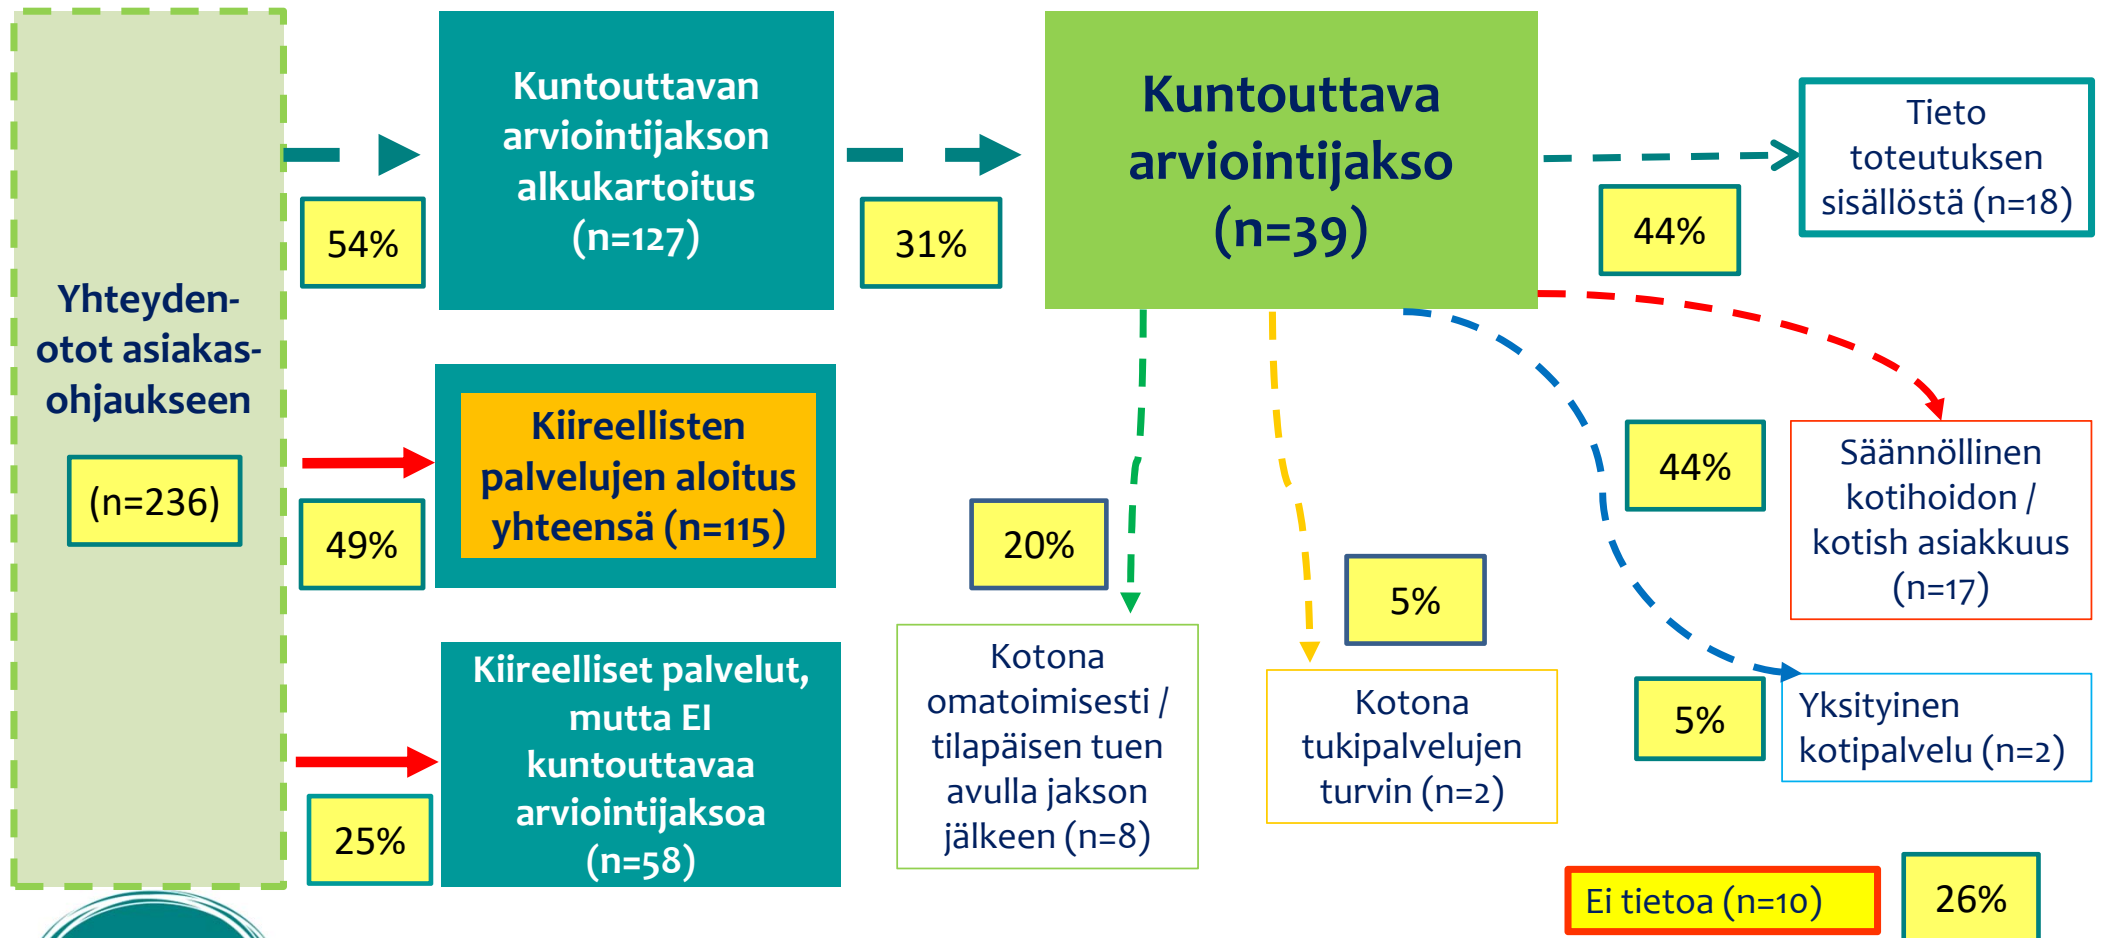 Yhteyden-
otot asiakas-
ohjaukseen
(n=236)
54%
49%
25%
Kuntouttavan
arviointijakson
alkukartoitus
(n=127)
Kiireellisten
palvelujen aloitus
yhteensä (n=115)
Kiireelliset palvelut,
mutta EI
kuntouttavaa
arviointijaksoa
(n=58)
31%
Kuntouttava
arviointijakso
(n=39)
44%
Tieto
toteutuksen
sisällöstä (n=18)
44%
Säännöllinen
kotihoidon /
kotish asiakkuus
(n=17)
20%
Kotona
omatoimisesti /
tilapäisen tuen
avulla jakson
jälkeen (n=8)
5%
Kotona
tukipalvelujen
turvin (n=2)
5%
Yksityinen
kotipalvelu (n=2)
Ei tietoa (n=10)
26%